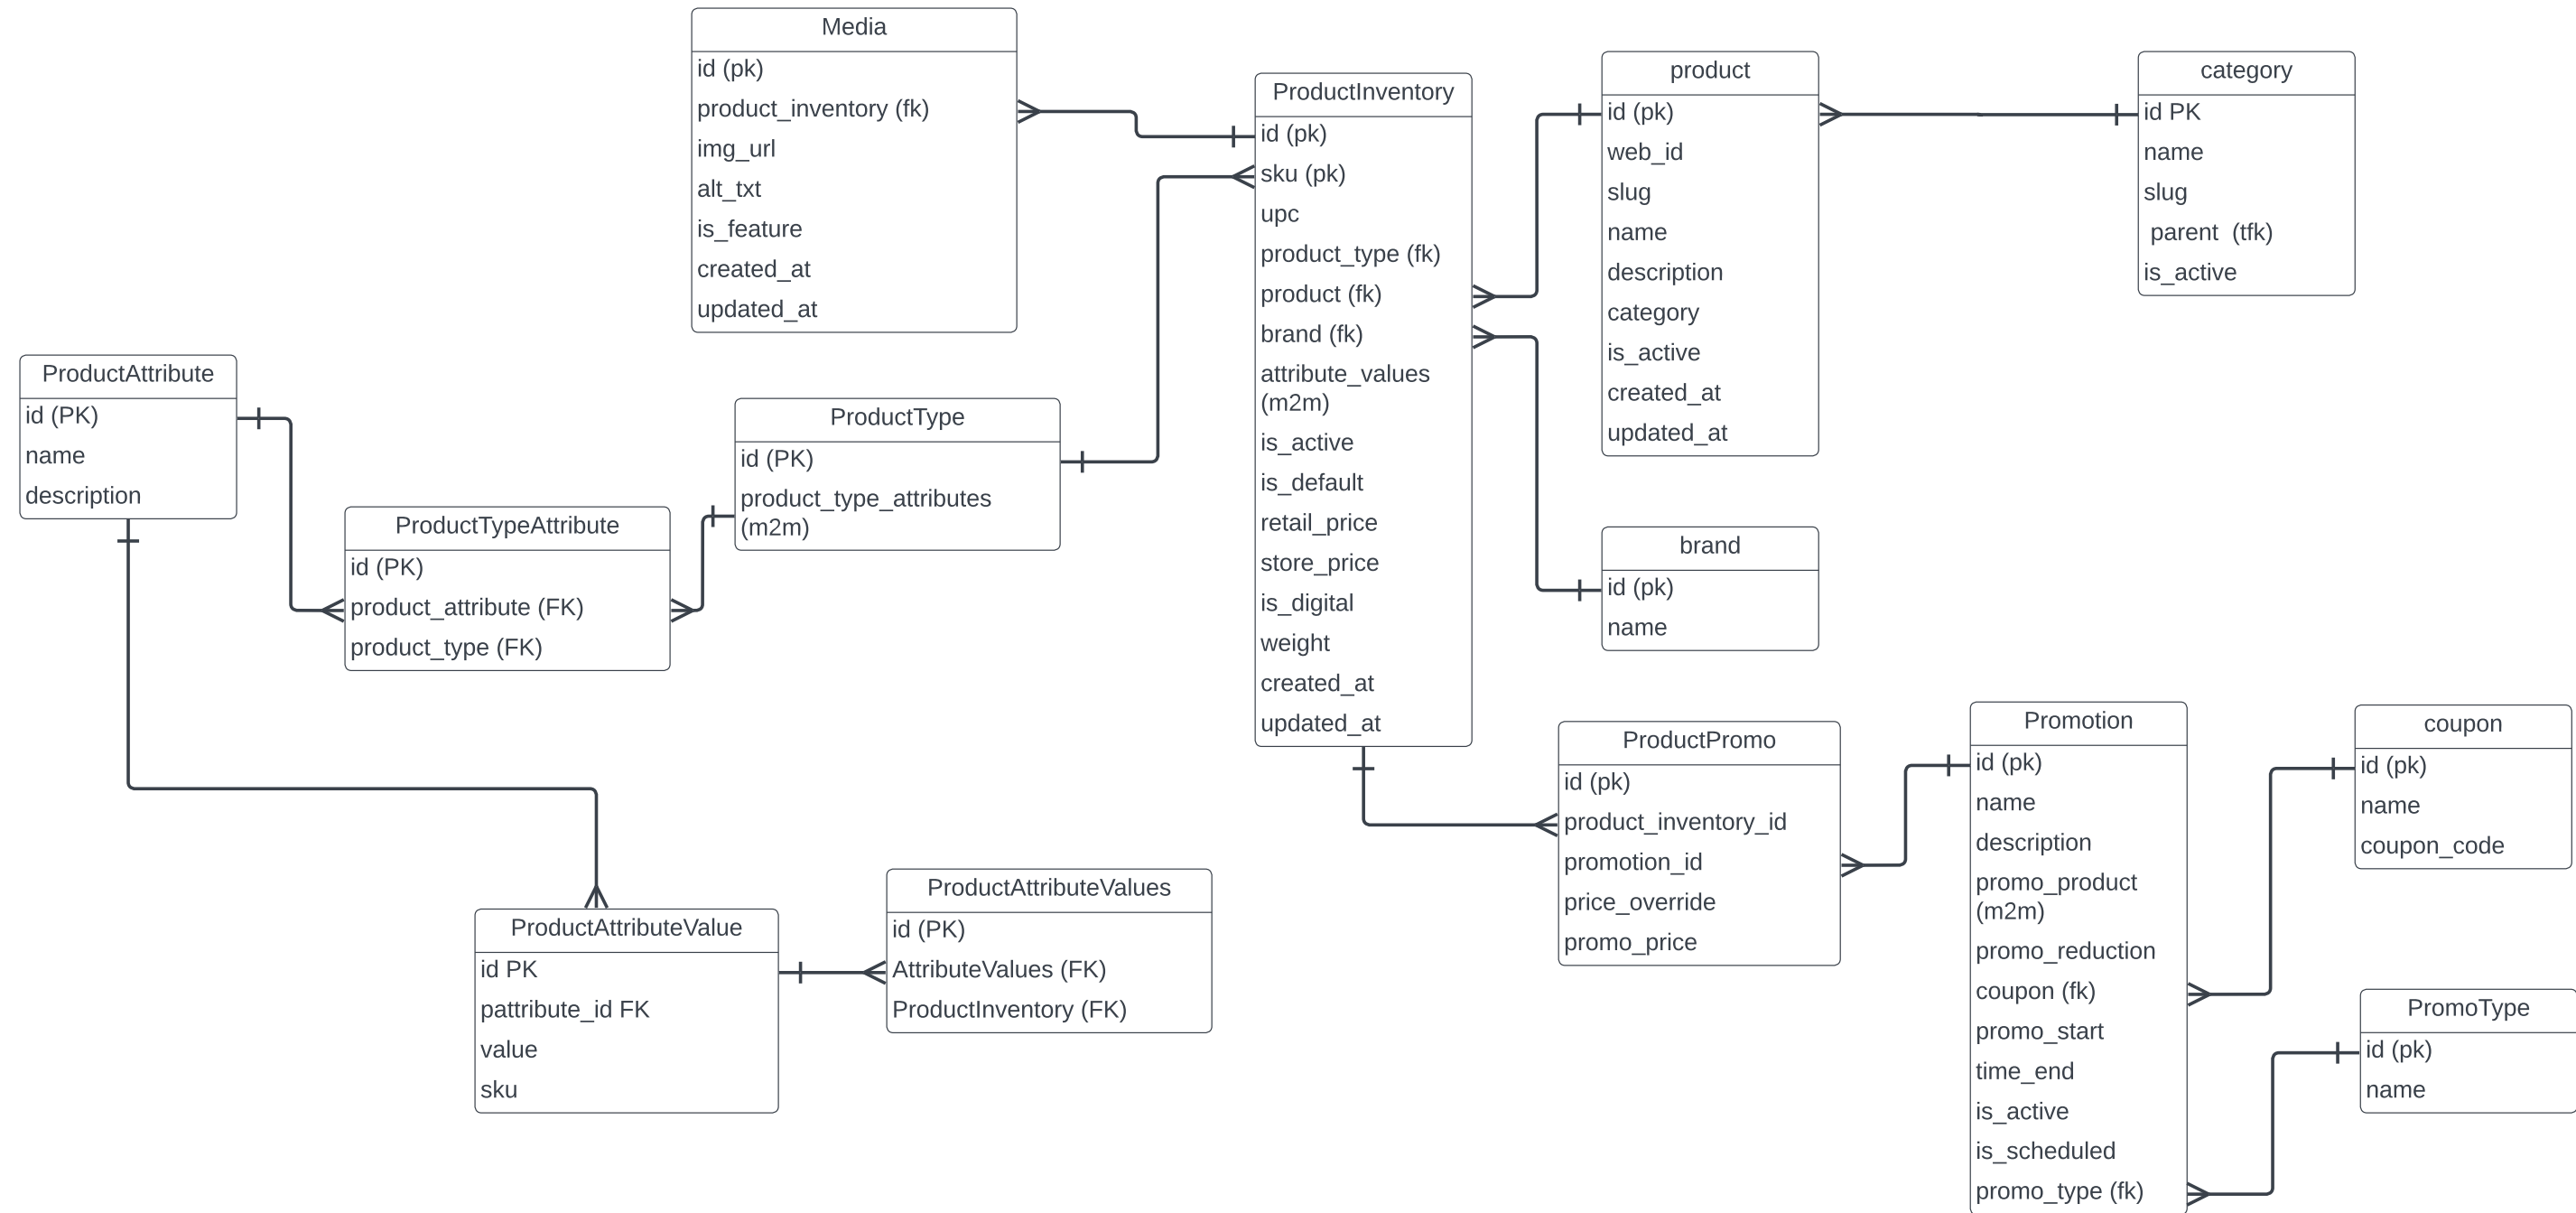 Media
id (pk)
product_inventory (fk)
img_url
alt_txt
is_feature
created_at
updated_at
ProductInventory
id (pk)
sku (pk)
upc
product_type (fk)
product (fk)
brand (fk)
attribute_values
(m2m)
is_active
is_default
retail_price
store_price
is_digital
weight
created_at
updated_at
product
id (pk)
web_id
slug
name
description
category
is_active
created_at
updated_at
category
id PK
name
slug
parent (tfk)
is_active
ProductAttribute
id (PK)
name
description
ProductTypeAttribute
id (PK)
product_attribute (FK)
product_type (FK)
ProductType
id (PK)
product_type_attributes
(m2m)
brand
id (pk)
name
ProductPromo
id (pk)
product_inventory_id
promotion_id
price_override
promo_price
Promotion
id (pk)
name
description
promo_product
(m2m)
promo_reduction
coupon (fk)
promo_start
time_end
is_active
is_scheduled
promo_type (fk)
coupon
id (pk)
name
coupon_code
PromoType
id (pk)
name
ProductAttributeValue
id PK
pattribute_id FK
value
sku
ProductAttributeValues
id (PK)
AttributeValues (FK)
ProductInventory (FK)